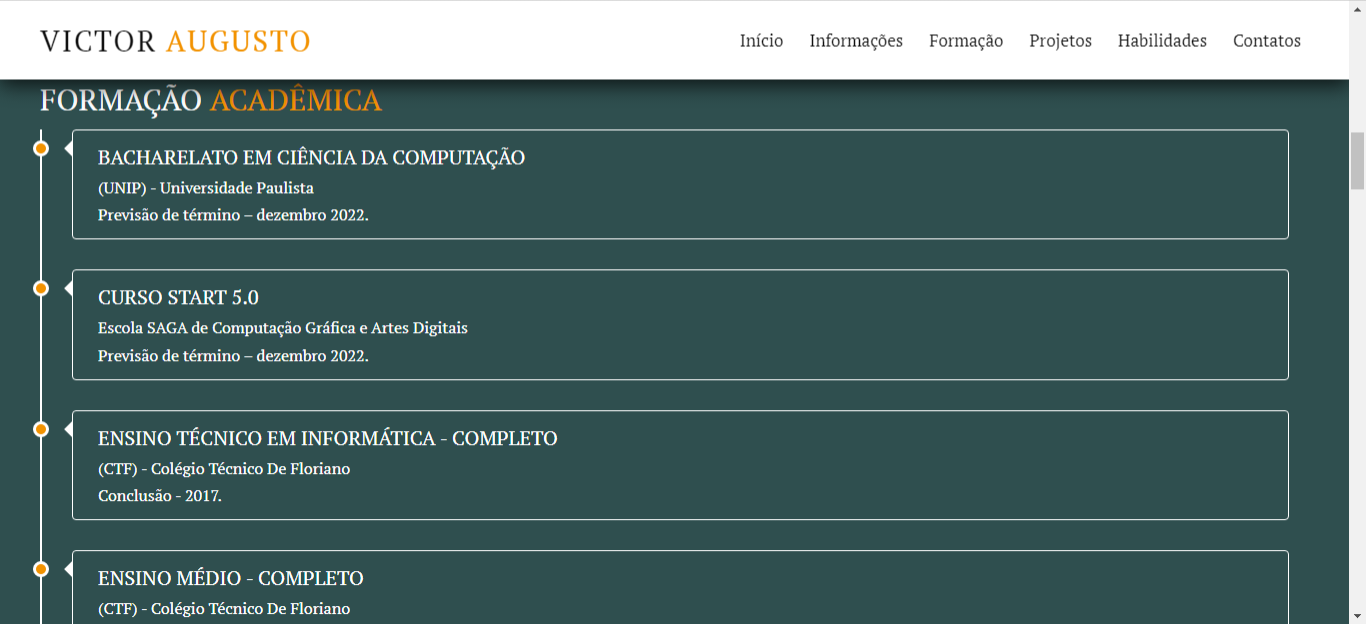 VICTOR AUGUSTO
Início Informações Formação Projetos Habilidades Contatos
FORMAÇÃO ACADÊMICA
BACHARELATO EM CIÊNCIA DA COMPUTAÇÃO
(UNIP) - Universidade Paulista
Previsão de término – dezembro 2022.
CURSO START 5.0
Escola SAGA de Computação Gráfica e Artes Digitais
Previsão de término – dezembro 2022.
ENSINO TÉCNICO EM INFORMÁTICA - COMPLETO
(CTF) - Colégio Técnico De Floriano
Conclusão - 2017.
ENSINO MÉDIO - COMPLETO
(CTF) - Colégio Técnico De Floriano